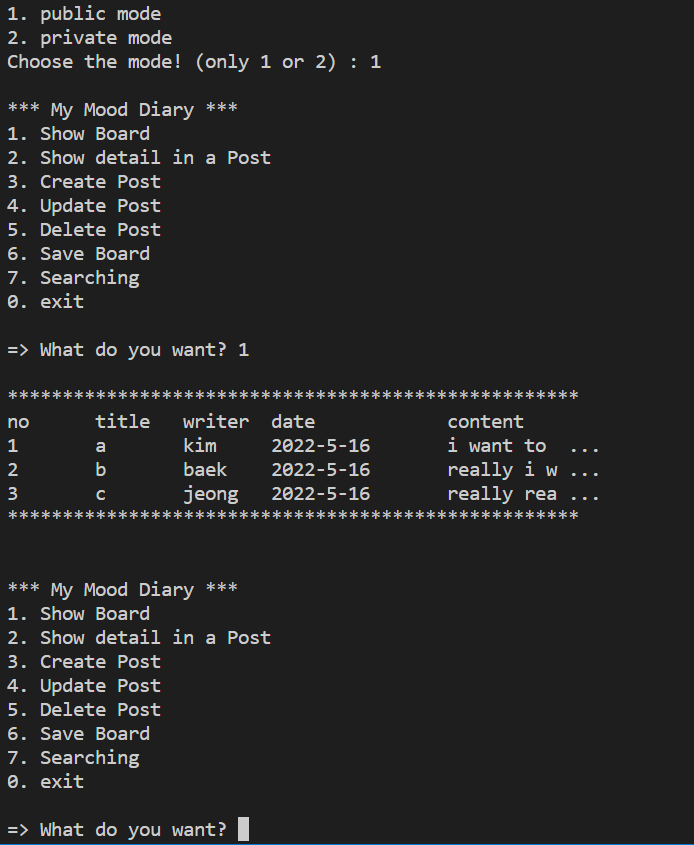 1. public mode
2. private mode
Choose the mode! (only 1 or 2) : 1
*** My Mood Diary ***
1. Show Board
2. Show detail in a Post
3. Create Post
4. Update Post
5. Delete Post
6. Save Board
7. Searching
0. exit
=> What do you want? 1
****************************************************
no      title   writer  date            content
1       a       kim     2022-5-16       i want to  ...
2       b       baek    2022-5-16       really i w ...
3       c       jeong   2022-5-16       really rea ...
****************************************************
*** My Mood Diary ***
1. Show Board
2. Show detail in a Post
3. Create Post
4. Update Post
5. Delete Post
6. Save Board
7. Searching
0. exit
=> What do you want?